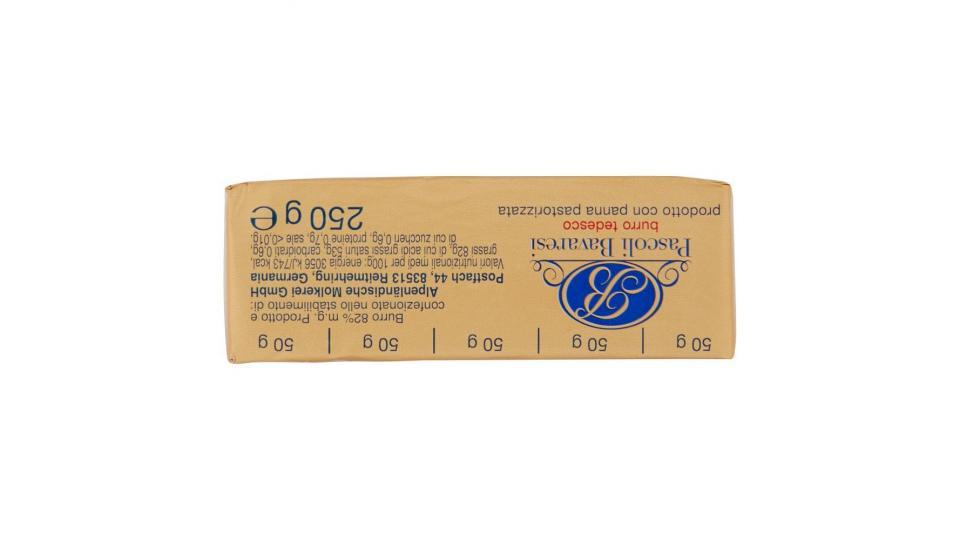 50 g | 50 g | 50 g | 50 g | 50 g
PB
Pascoli Bavaresi
burro tedesco
prodotto con panna pastorizzata
Burro 82% m.g. Prodotto e
confezionato nello stabilimento di:
Alpenländische Molkerei GmbH
Postfach 44, 83513 Reitmehring, Germania
Valori nutrizionali medi per 100g: energia 3056 kJ/743 kcal,
grassi 82g, di cui acidi grassi saturi 53g, carboidrati 0,6g,
di cui zuccheri 0,6g, proteine 0,7g, sale <0,01g.
250 g ℮